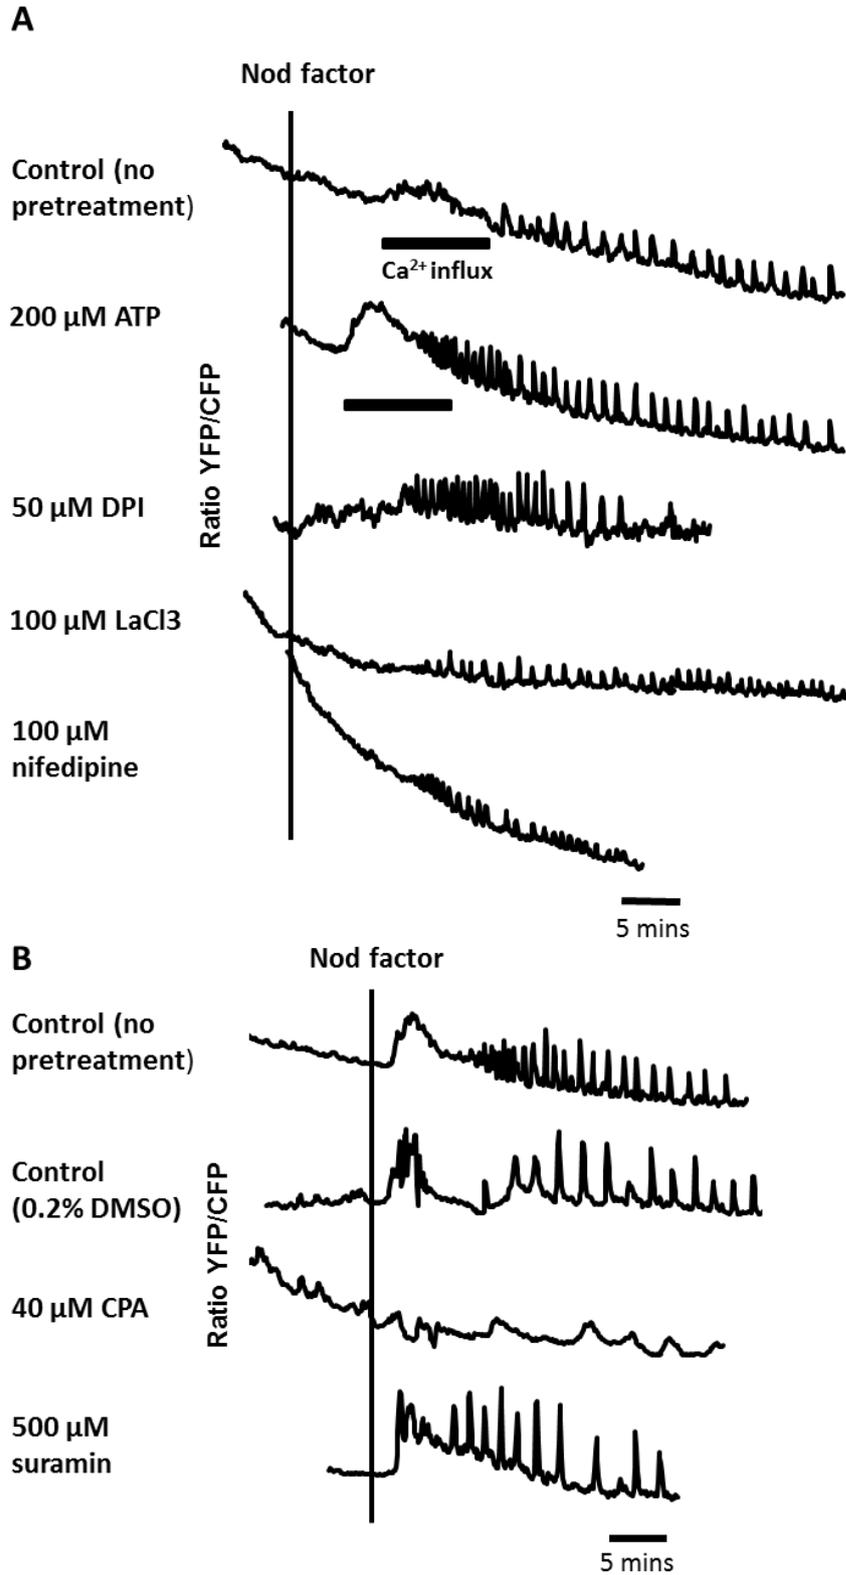 A
Nod factor
Control (no
pretreatment)
Ca²⁺ influx
200 µM ATP
Ratio YFP/CFP
50 µM DPI
100 µM LaCl3
100 µM
nifedipine
5 mins
B
Nod factor
Control (no
pretreatment)
Control
(0.2% DMSO)
Ratio YFP/CFP
40 µM CPA
500 µM
suramin
5 mins